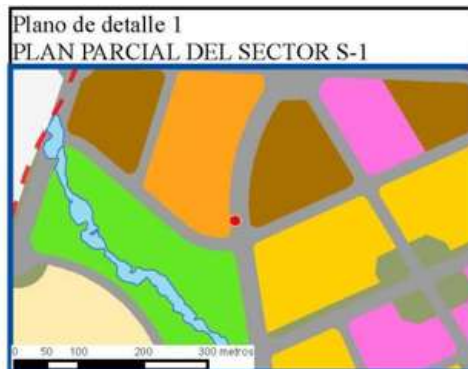 Plano de detalle 1
PLAN PARCIAL DEL SECTOR S-1
0 50 100 200 300 metros